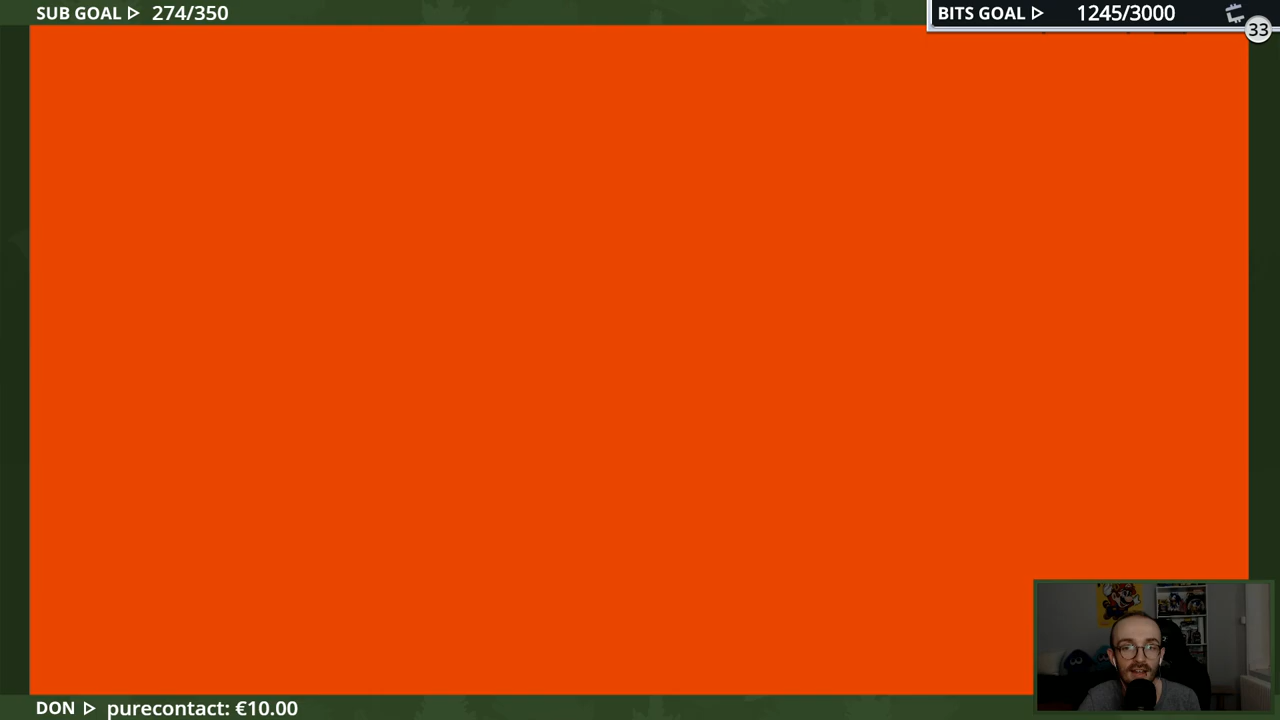 SUB GOAL 274/350
BITS GOAL 1245/3000
33
DON purecontact: €10.00